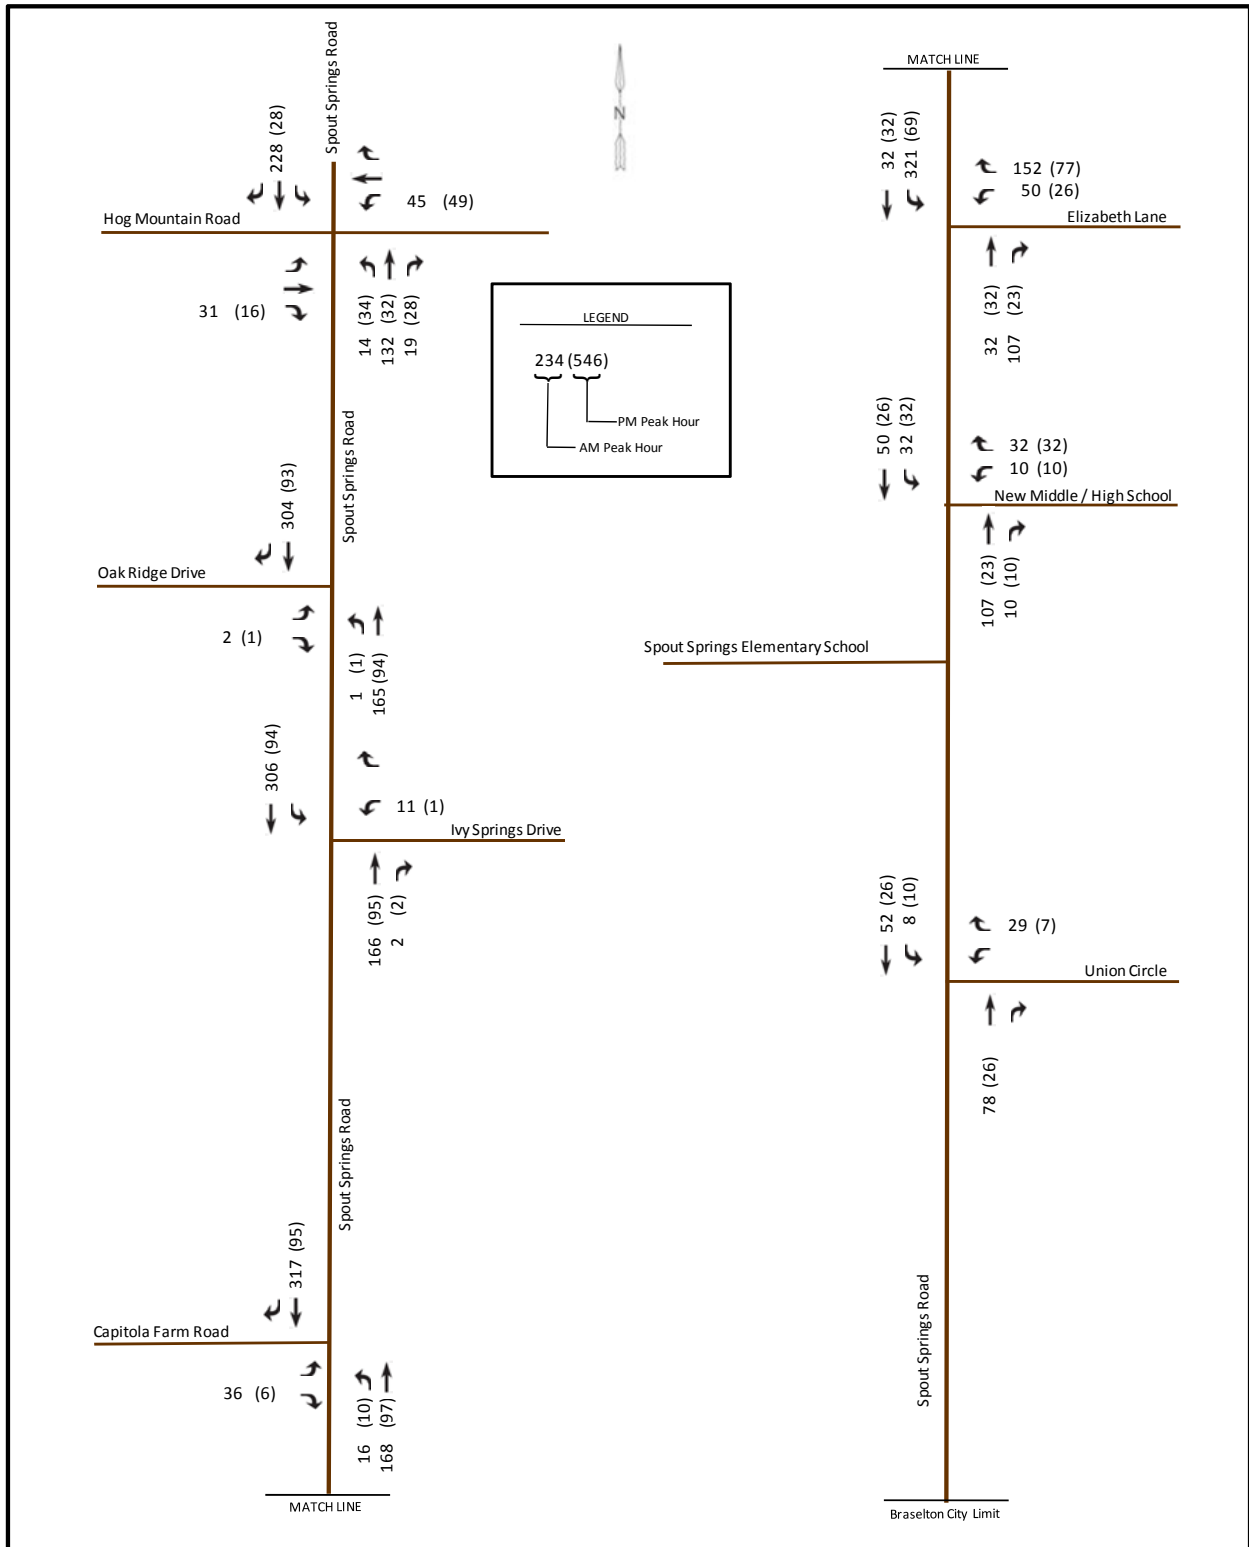 Spout Springs Road
228 (28)
45 (49)
Hog Mountain Road
31 (16)
14 (34)
132 (32)
19 (28)
N
LEGEND
234 (546)
PM Peak Hour
AM Peak Hour
Spout Springs Road
304 (93)
Oak Ridge Drive
2 (1)
1 (1)
165 (94)
306 (94)
11 (1)
Ivy Springs Drive
166 (95)
2 (2)
Spout Springs Road
317 (95)
Capitola Farm Road
36 (6)
16 (10)
168 (97)
MATCH LINE
MATCH LINE
32 (32)
321 (69)
152 (77)
50 (26)
Elizabeth Lane
32 (32)
107 (23)
50 (26)
32 (32)
32 (32)
10 (10)
New Middle / High School
107 (23)
10 (10)
Spout Springs Elementary School
52 (26)
8 (10)
29 (7)
Union Circle
78 (26)
Spout Springs Road
Braselton City Limit